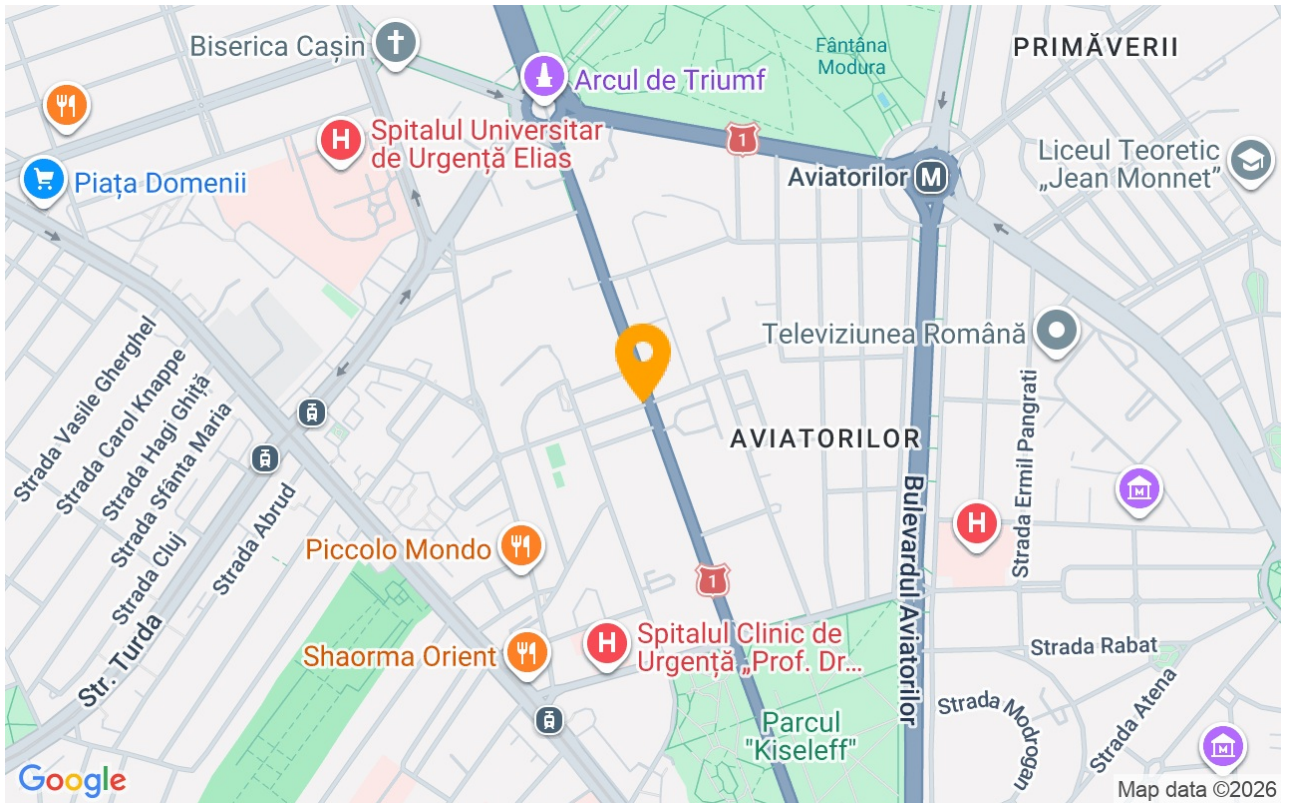 Biserica Cașin
Arcul de Triumf
Fântâna
Modura
PRIMĂVERII
Spitalul Universitar
de Urgență Elias
1
Liceul Teoretic
„Jean Monnet”
Piața Domenii
Aviatorilor
M
H
Televiziunea Română
Strada Vasile Gherghel
Strada Carol Knappe
Strada Hagi Ghiță
Strada Sfânta Maria
Strada Cluj
Strada Abrud
Str. Turda
AVIATORILOR
Bulevardul Aviatorilor
Strada Ermil Pangrati
H
Piccolo Mondo
1
Shaorma Orient
H
Spitalul Clinic de
Urgență „Prof. Dr...
Strada Rabat
Strada Modrogan
Strada Atena
Parcul
"Kiseleff"
Google
Map data ©2026